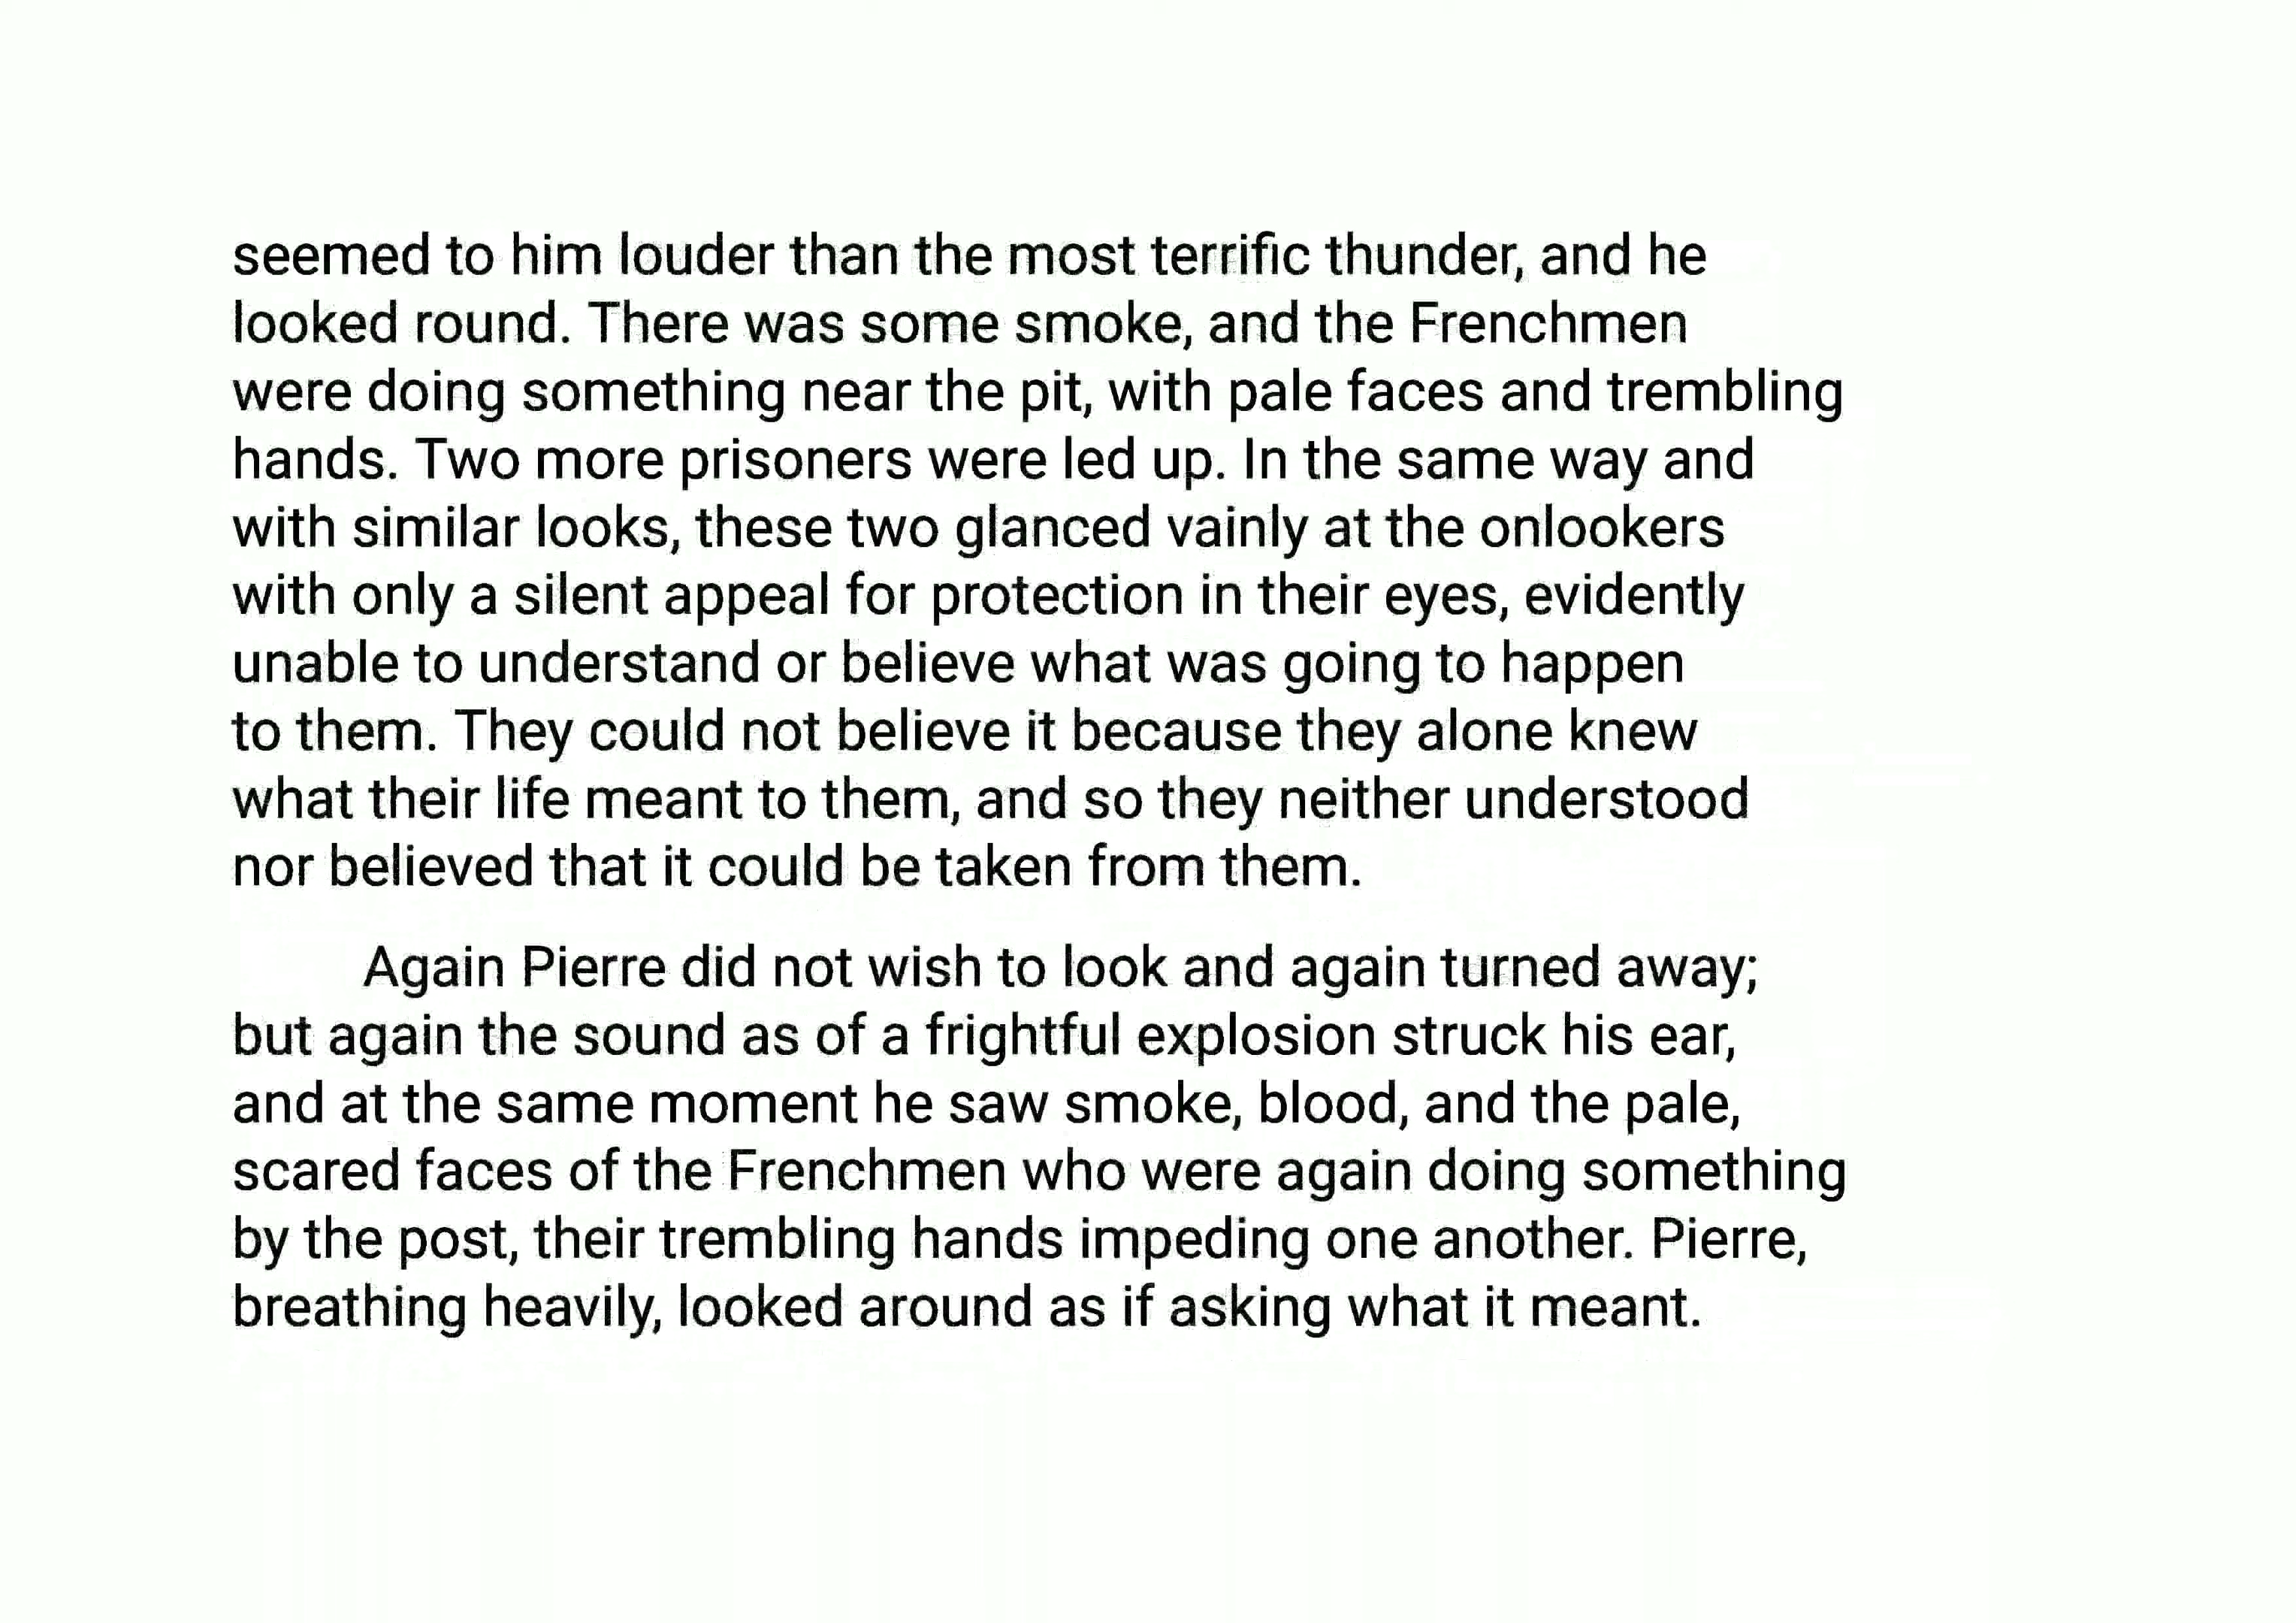 seemed to him louder than the most terrific thunder, and he
looked round. There was some smoke, and the Frenchmen
were doing something near the pit, with pale faces and trembling
hands. Two more prisoners were led up. In the same way and
with similar looks, these two glanced vainly at the onlookers
with only a silent appeal for protection in their eyes, evidently
unable to understand or believe what was going to happen
to them. They could not believe it because they alone knew
what their life meant to them, and so they neither understood
nor believed that it could be taken from them.
Again Pierre did not wish to look and again turned away;
but again the sound as of a frightful explosion struck his ear,
and at the same moment he saw smoke, blood, and the pale,
scared faces of the Frenchmen who were again doing something
by the post, their trembling hands impeding one another. Pierre,
breathing heavily, looked around as if asking what it meant.